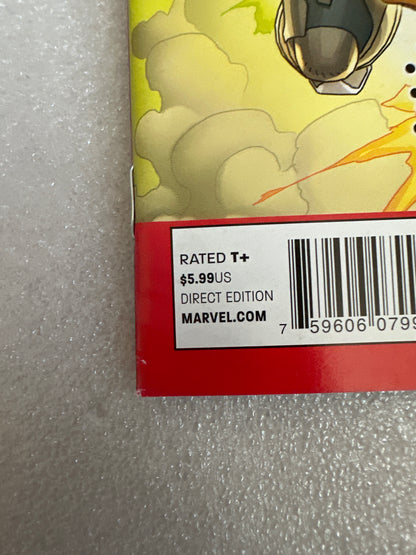 RATED T+
$5.99US
DIRECT EDITION
MARVEL.COM
7 59606 0799